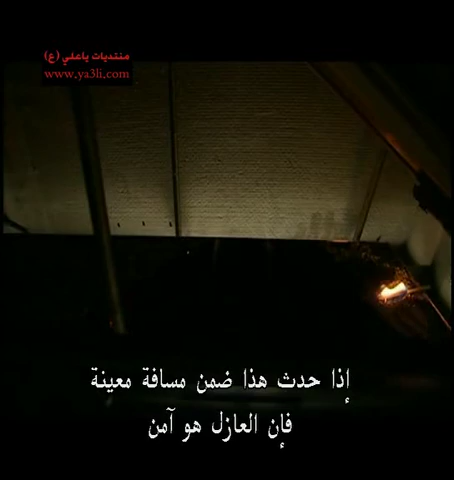 منتديات ياعلي (ع)
www.ya3li.com
إذا حدث هذا ضمن مسافة معينة
فإن العازل هو آمن